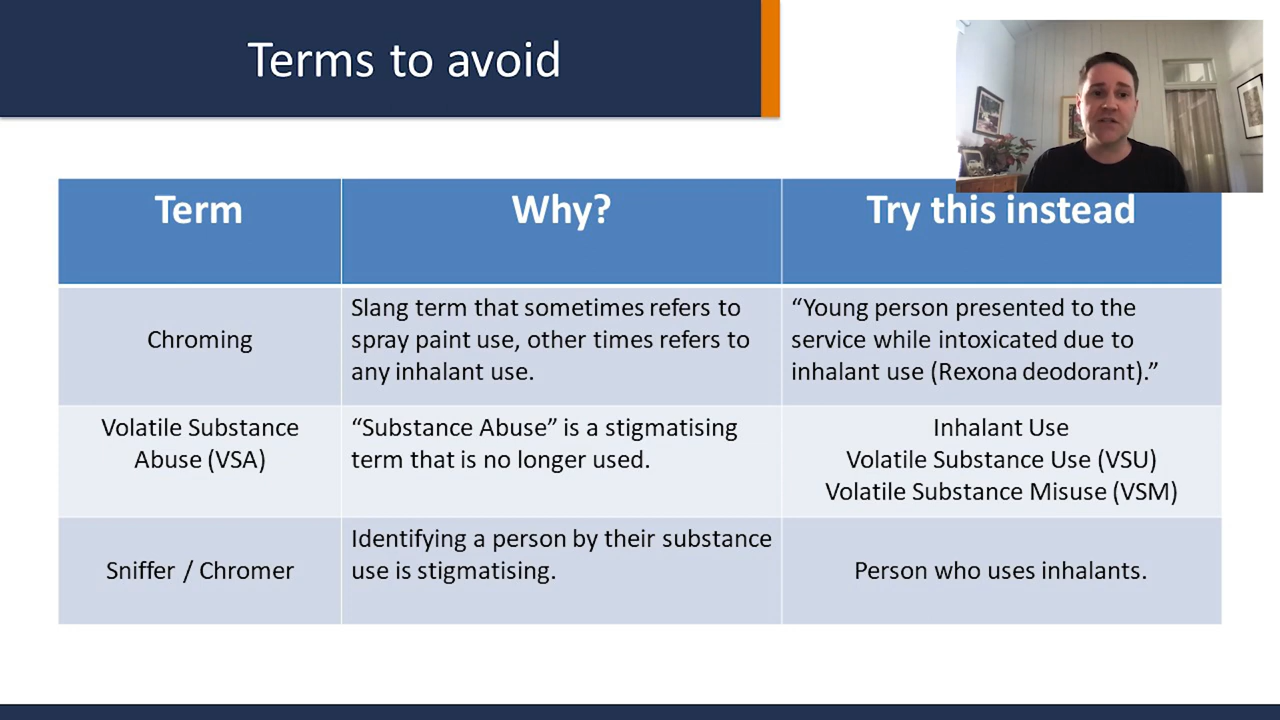 Terms to avoid
Term
Why?
Try this instead
Chroming
Slang term that sometimes refers to
spray paint use, other times refers to
any inhalant use.
“Young person presented to the
service while intoxicated due to
inhalant use (Rexona deodorant).”
Volatile Substance
Abuse (VSA)
“Substance Abuse” is a stigmatising
term that is no longer used.
Inhalant Use
Volatile Substance Use (VSU)
Volatile Substance Misuse (VSM)
Sniffer / Chromer
Identifying a person by their substance
use is stigmatising.
Person who uses inhalants.